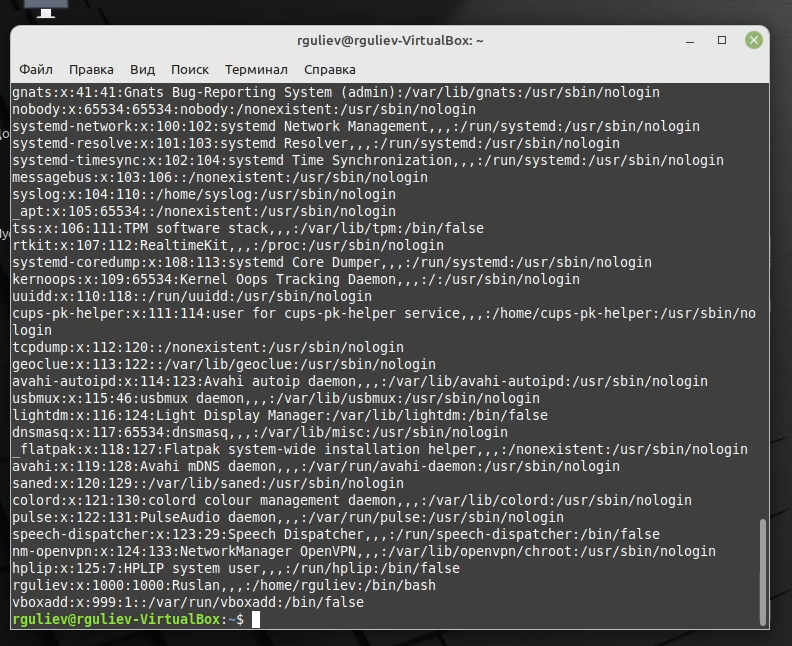 rguliev@rguliev-VirtualBox: ~
Файл Правка Вид Поиск Терминал Справка
gnats:x:41:41:Gnats Bug-Reporting System (admin):/var/lib/gnats:/usr/sbin/nologin
nobody:x:65534:65534:nobody:/nonexistent:/usr/sbin/nologin
systemd-network:x:100:102:systemd Network Management,,,:/run/systemd:/usr/sbin/nologin
systemd-resolve:x:101:103:systemd Resolver,,,:/run/systemd:/usr/sbin/nologin
systemd-timesync:x:102:104:systemd Time Synchronization,,,:/run/systemd:/usr/sbin/nologin
messagebus:x:103:106::/nonexistent:/usr/sbin/nologin
syslog:x:104:110::/home/syslog:/usr/sbin/nologin
_apt:x:105:65534::/nonexistent:/usr/sbin/nologin
tss:x:106:111:TPM software stack,,,:/var/lib/tpm:/bin/false
rtkit:x:107:112:RealtimeKit,,,:/proc:/usr/sbin/nologin
systemd-coredump:x:108:113:systemd Core Dumper,,,:/run/systemd:/usr/sbin/nologin
kernoops:x:109:65534:Kernel Oops Tracking Daemon,,,:/:/usr/sbin/nologin
uuidd:x:110:118::/run/uuidd:/usr/sbin/nologin
cups-pk-helper:x:111:114:user for cups-pk-helper service,,,:/home/cups-pk-helper:/usr/sbin/no
login
tcpdump:x:112:120::/nonexistent:/usr/sbin/nologin
geoclue:x:113:122::/var/lib/geoclue:/usr/sbin/nologin
avahi-autoipd:x:114:123:Avahi autoip daemon,,,:/var/lib/avahi-autoipd:/usr/sbin/nologin
usbmux:x:115:46:usbmux daemon,,,:/var/lib/usbmux:/usr/sbin/nologin
lightdm:x:116:124:Light Display Manager:/var/lib/lightdm:/bin/false
dnsmasq:x:117:65534:dnsmasq,,,:/var/lib/misc:/usr/sbin/nologin
_flatpak:x:118:127:Flatpak system-wide installation helper,,,:/nonexistent:/usr/sbin/nologin
avahi:x:119:128:Avahi mDNS daemon,,,:/var/run/avahi-daemon:/usr/sbin/nologin
saned:x:120:129::/var/lib/saned:/usr/sbin/nologin
colord:x:121:130:colord colour management daemon,,,:/var/lib/colord:/usr/sbin/nologin
pulse:x:122:131:PulseAudio daemon,,,:/var/run/pulse:/usr/sbin/nologin
speech-dispatcher:x:123:29:Speech Dispatcher,,,:/run/speech-dispatcher:/bin/false
nm-openvpn:x:124:133:NetworkManager OpenVPN,,,:/var/lib/openvpn/chroot:/usr/sbin/nologin
hplip:x:125:7:HPLIP system user,,,:/run/hplip:/bin/false
rguliev:x:1000:1000:Ruslan,,,:/home/rguliev:/bin/bash
vboxadd:x:999:1::/var/run/vboxadd:/bin/false
rguliev@rguliev-VirtualBox:~$